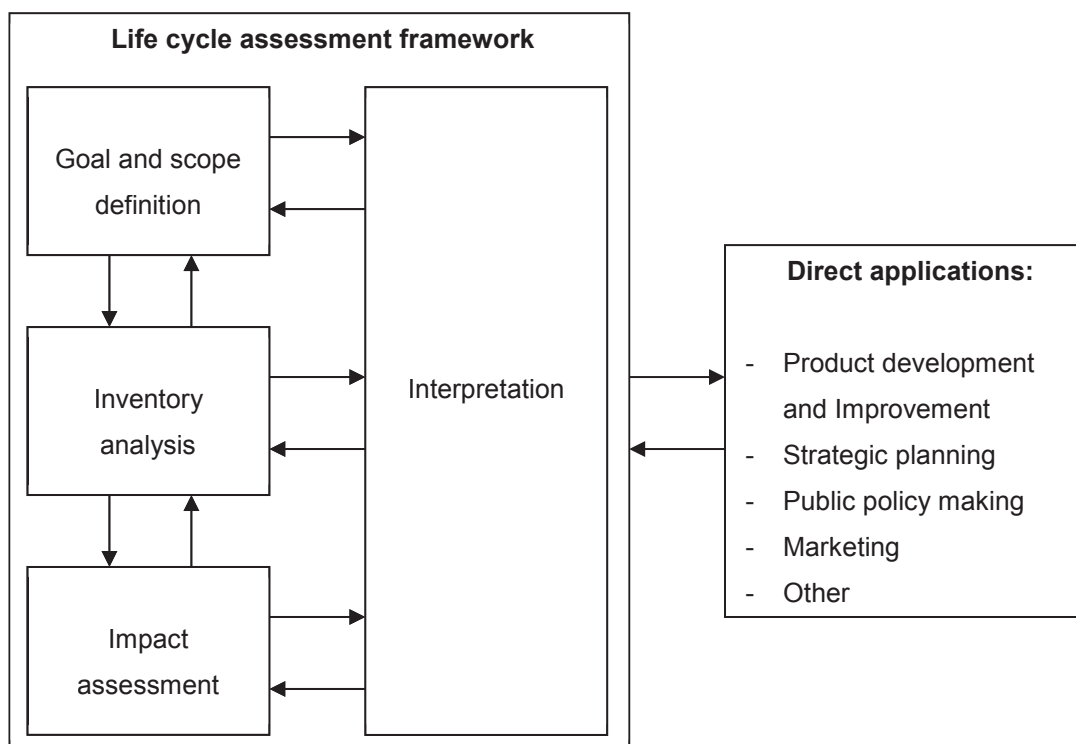 Life cycle assessment framework
Goal and scope
definition
Inventory
analysis
Impact
assessment
Interpretation
Direct applications:
- Product development
and Improvement
- Strategic planning
- Public policy making
- Marketing
- Other